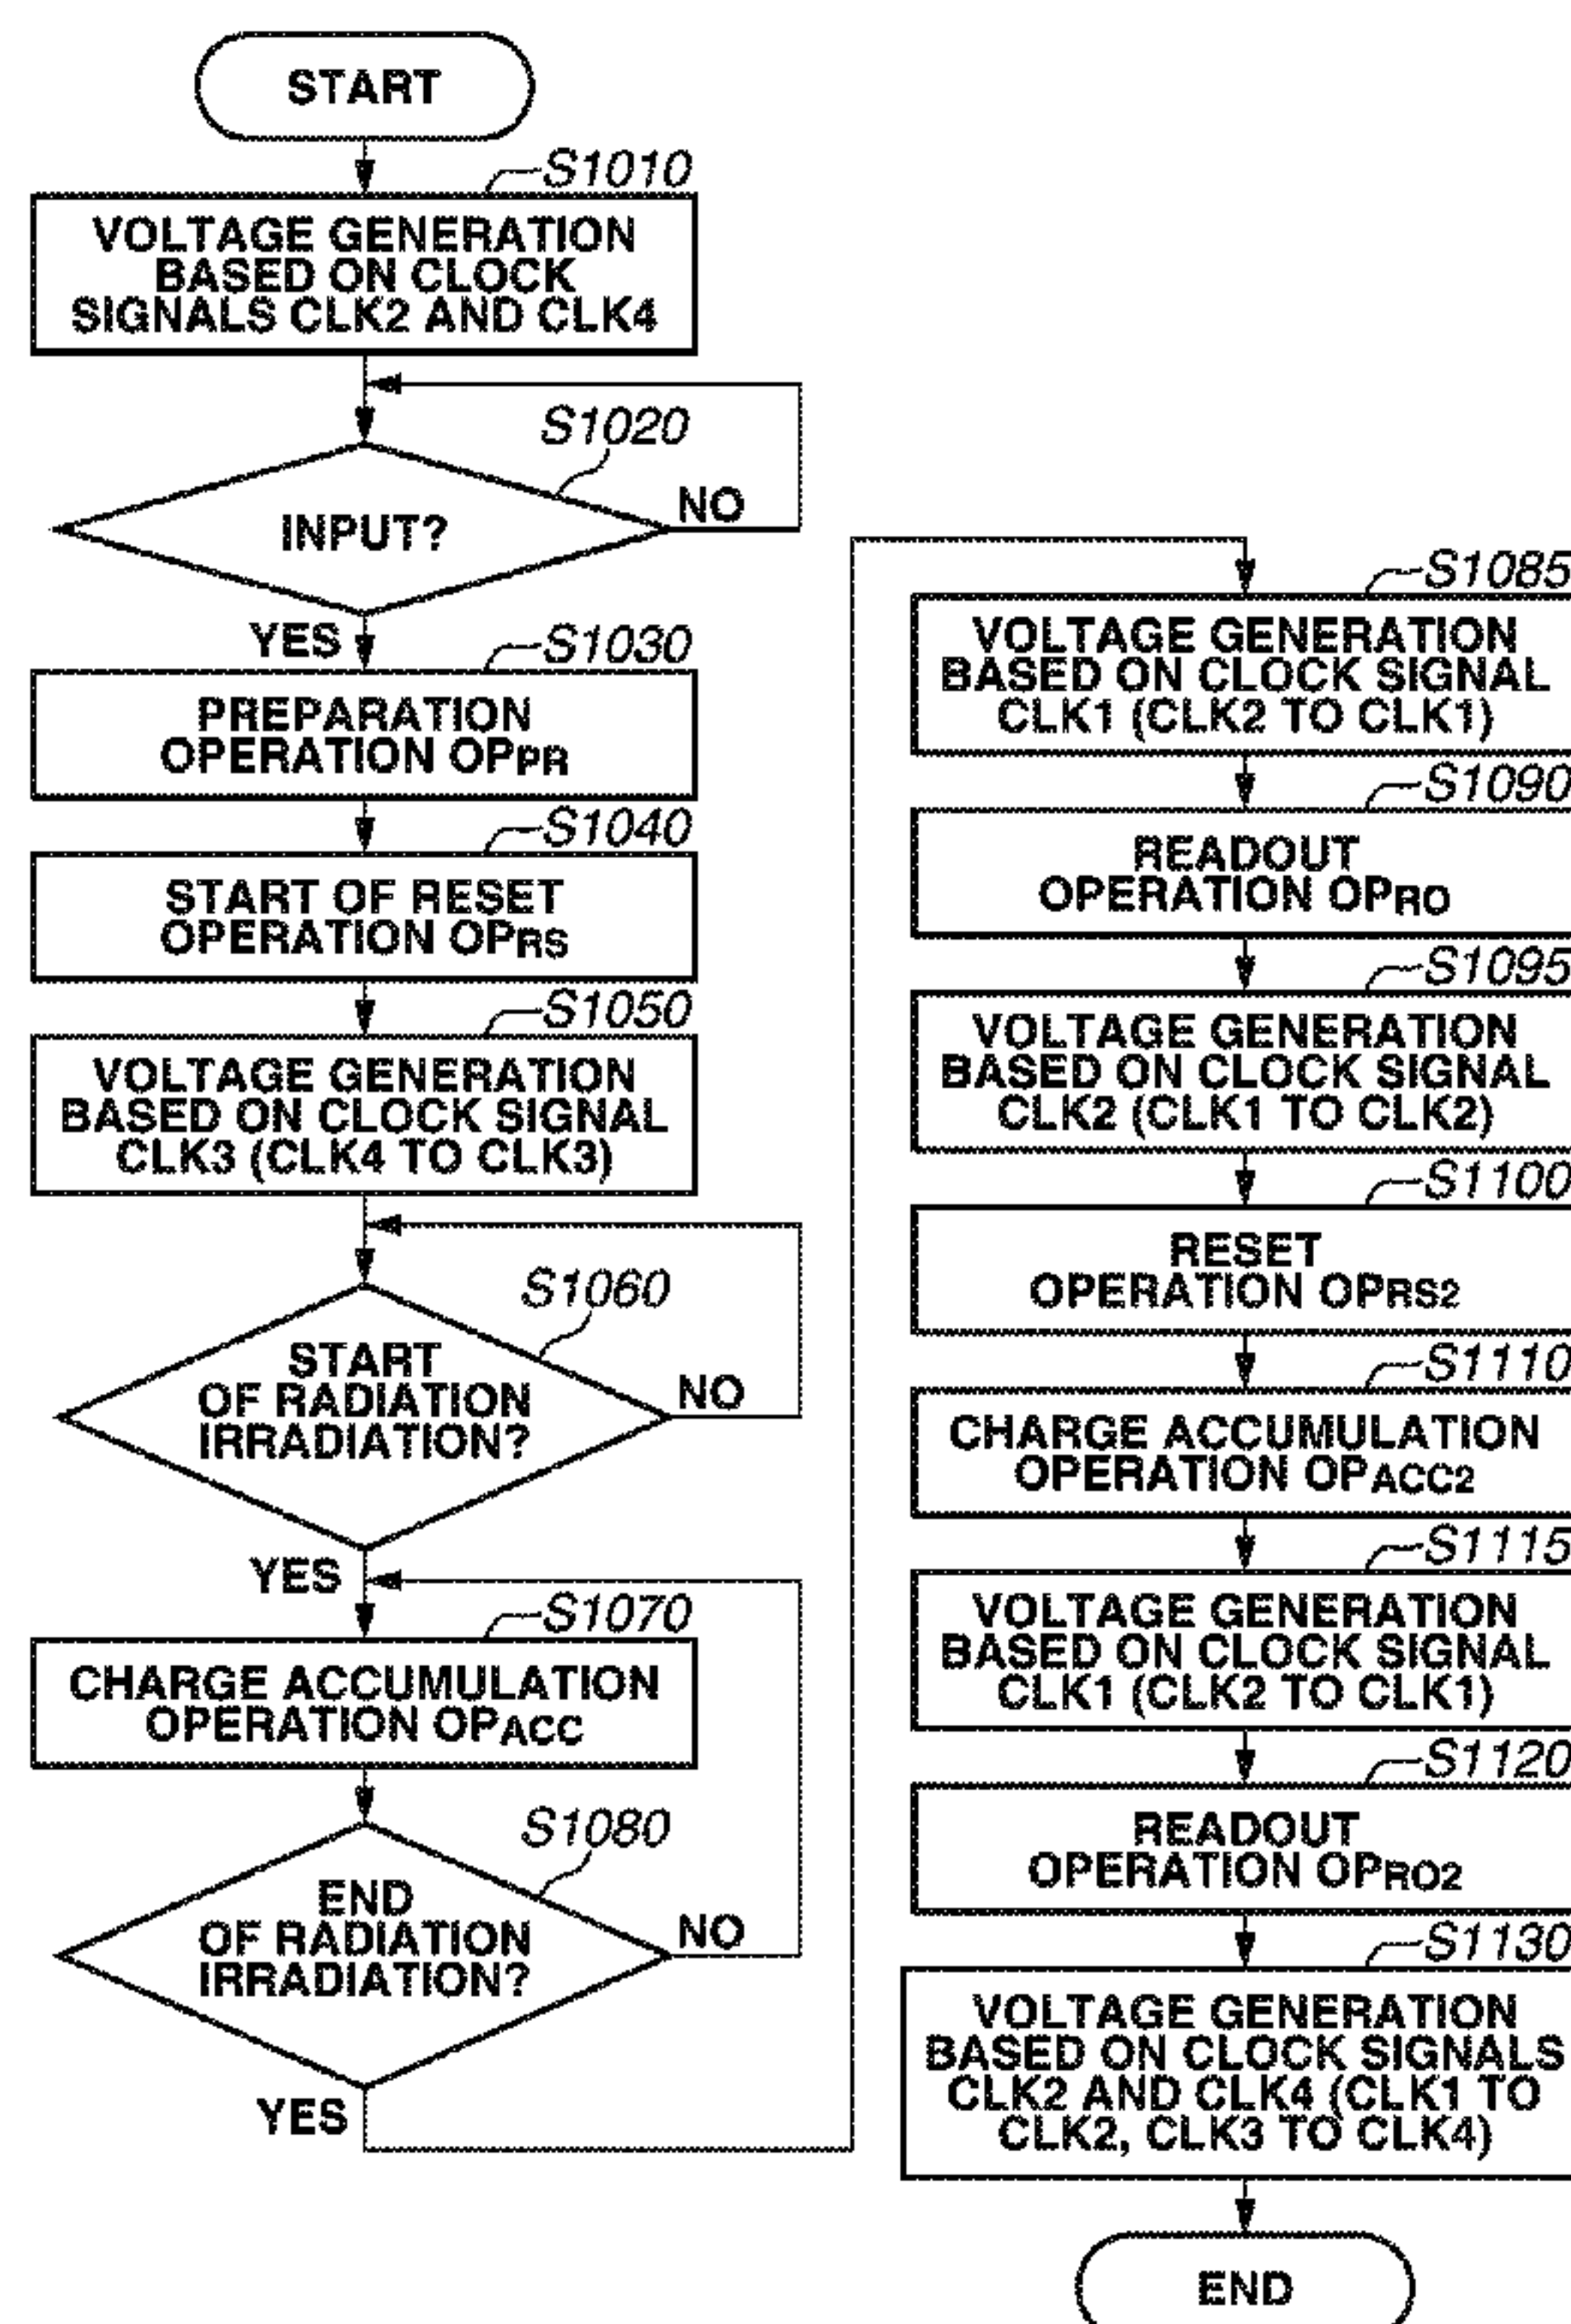 START
S1010
VOLTAGE GENERATION
BASED ON CLOCK
SIGNALS CLK2 AND CLK4
S1020
INPUT?
NO
YES
S1030
PREPARATION
OPERATION OPPR
S1040
START OF RESET
OPERATION OPRS
S1050
VOLTAGE GENERATION
BASED ON CLOCK SIGNAL
CLK3 (CLK4 TO CLK3)
S1060
START
OF RADIATION
IRRADIATION?
NO
YES
S1070
CHARGE ACCUMULATION
OPERATION OPACC
S1080
END
OF RADIATION
IRRADIATION?
NO
YES
S1085
VOLTAGE GENERATION
BASED ON CLOCK SIGNAL
CLK1 (CLK2 TO CLK1)
S1090
READOUT
OPERATION OPRO
S1095
VOLTAGE GENERATION
BASED ON CLOCK SIGNAL
CLK2 (CLK1 TO CLK2)
S1100
RESET
OPERATION OPRS2
S1110
CHARGE ACCUMULATION
OPERATION OPACC2
S1115
VOLTAGE GENERATION
BASED ON CLOCK SIGNAL
CLK1 (CLK2 TO CLK1)
S1120
READOUT
OPERATION OPRO2
S1130
VOLTAGE GENERATION
BASED ON CLOCK SIGNALS
CLK2 AND CLK4 (CLK1 TO
CLK2, CLK3 TO CLK4)
END